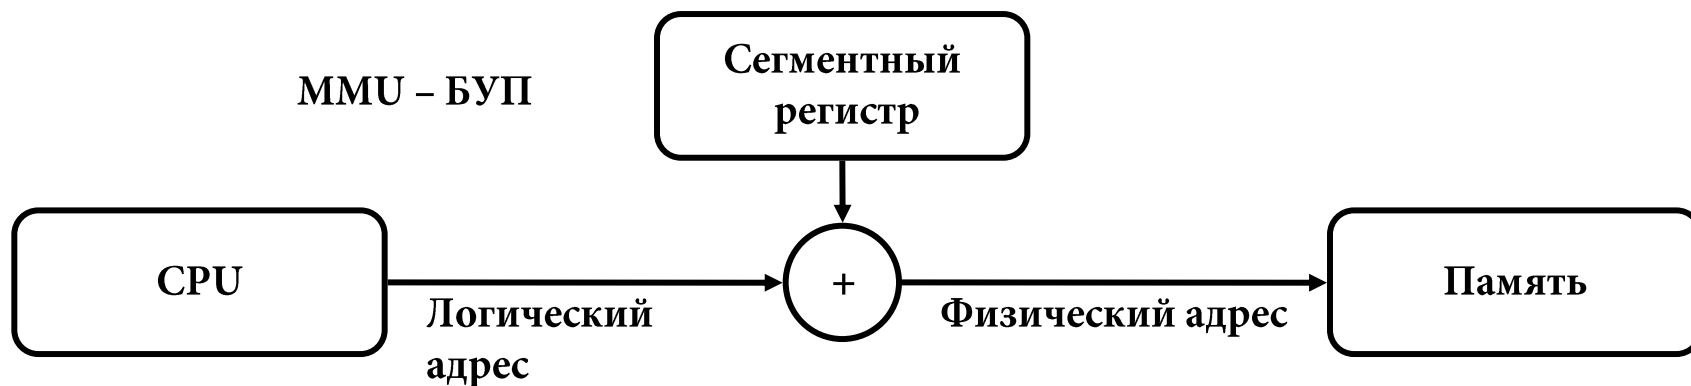 Сегментный
регистр
MMU – БУП
CPU
+
Память
Логический
адрес
Физический адрес